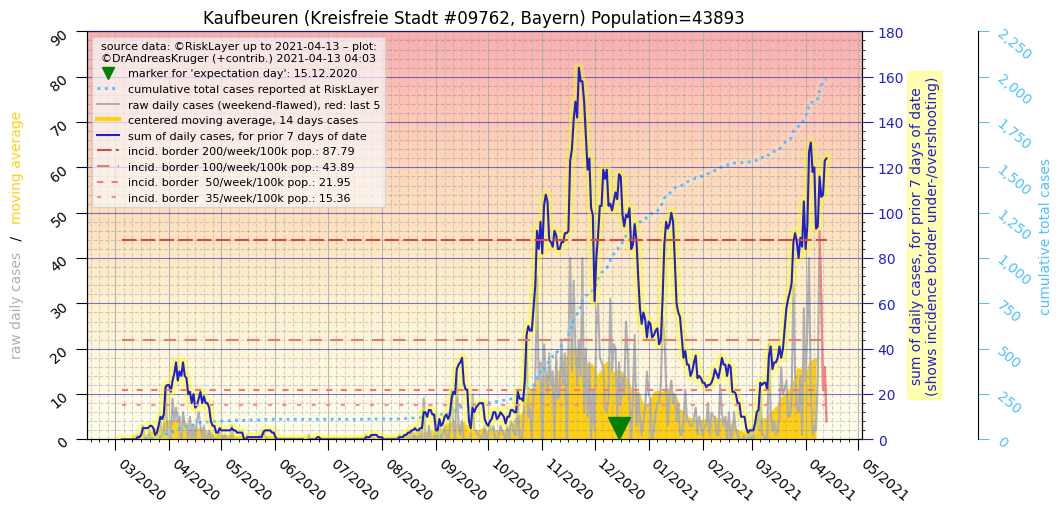 Kaufbeuren (Kreisfreie Stadt #09762, Bayern) Population=43893
source data: ©RiskLayer up to 2021-04-13 – plot:
©DrAndreasKruger (+contrib.) 2021-04-13 04:03
marker for 'expectation day': 15.12.2020
cumulative total cases reported at RiskLayer
raw daily cases (weekend-flawed), red: last 5
centered moving average, 14 days cases
sum of daily cases, for prior 7 days of date
incid. border 200/week/100k pop.: 87.79
incid. border 100/week/100k pop.: 43.89
incid. border  50/week/100k pop.: 21.95
incid. border  35/week/100k pop.: 15.36
raw daily cases / moving average
90
80
70
60
50
40
30
20
10
0
180
160
140
120
100
80
60
40
20
0
sum of daily cases, for prior 7 days of date
(shows incidence border under-/overshooting)
2,250
2,000
1,750
1,500
1,250
1,000
750
500
250
0
cumulative total cases
03/2020
04/2020
05/2020
06/2020
07/2020
08/2020
09/2020
10/2020
11/2020
12/2020
01/2021
02/2021
03/2021
04/2021
05/2021